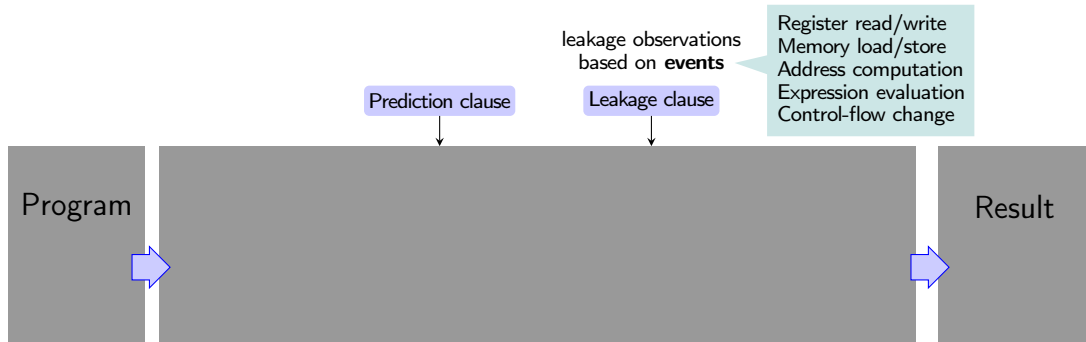 leakage observations
based on events
Register read/write
Memory load/store
Address computation
Expression evaluation
Control-flow change
Prediction clause
Leakage clause
Program
Result